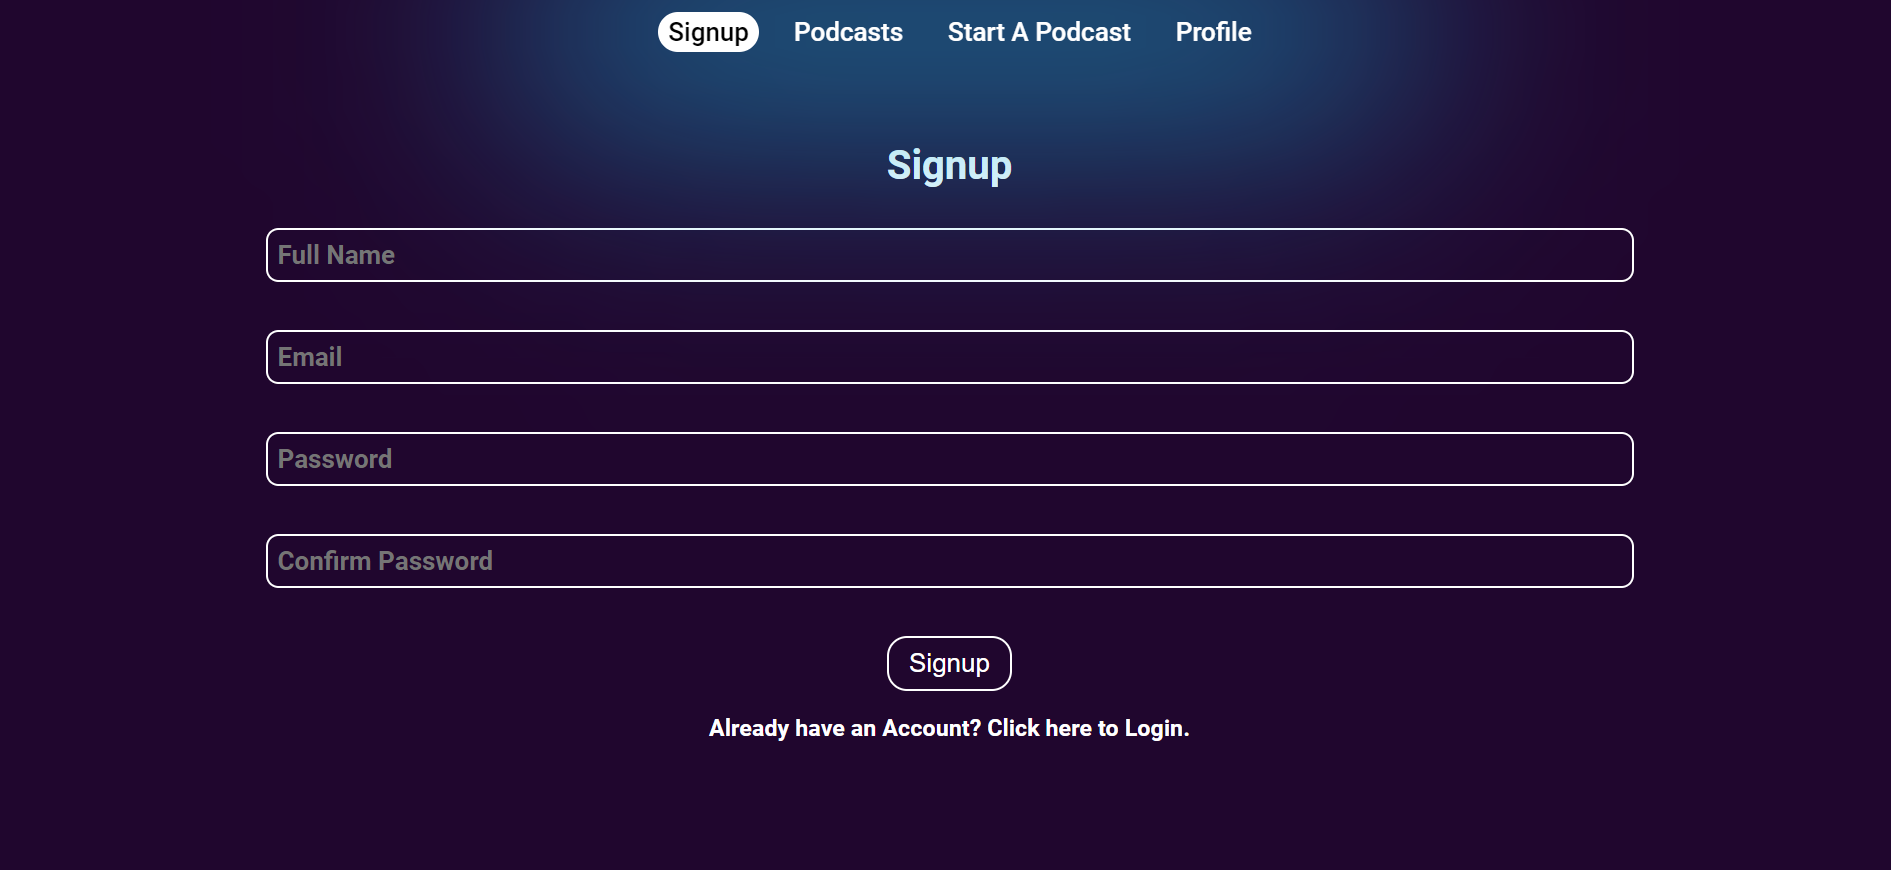 Signup Podcasts Start A Podcast Profile
Signup
Full Name
Email
Password
Confirm Password
Signup
Already have an Account? Click here to Login.